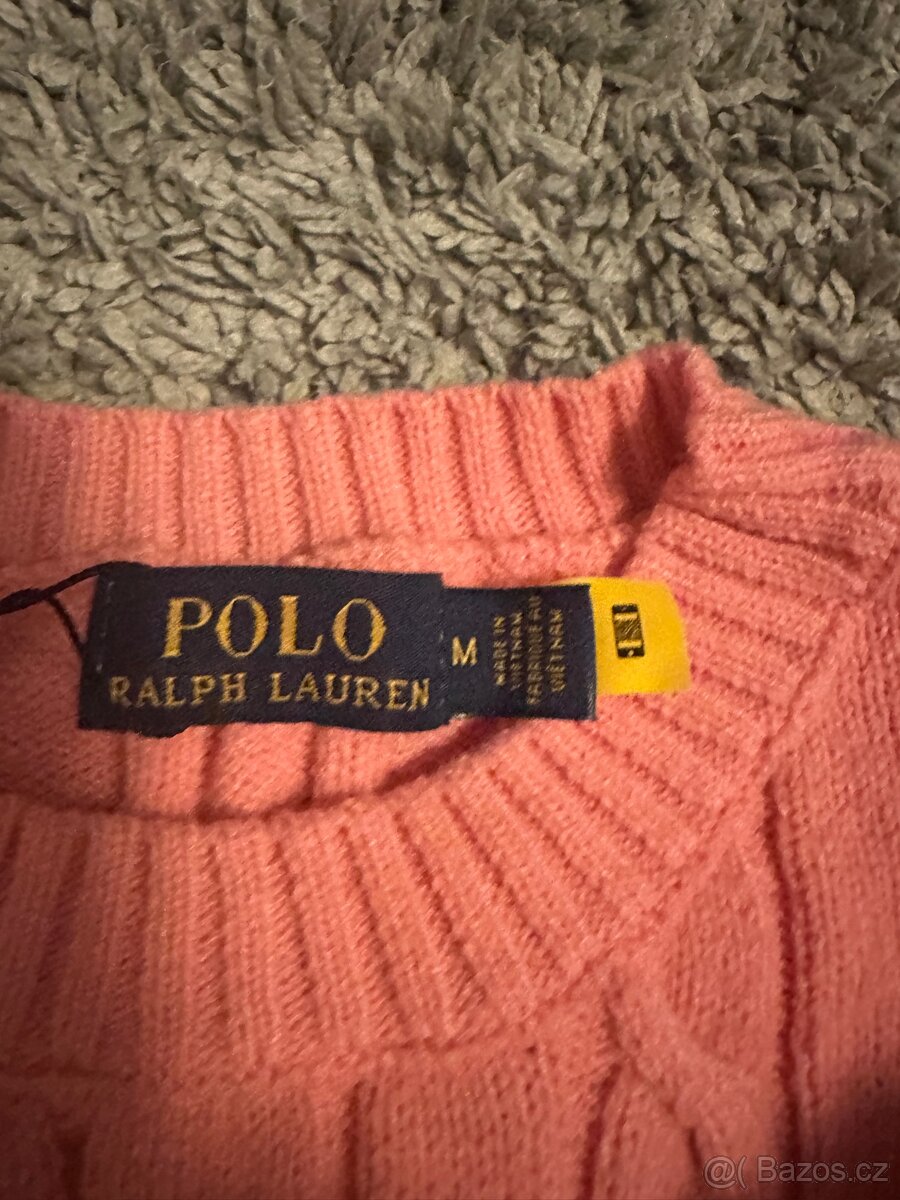 POLO
RALPH LAUREN
M
MADE IN
VIETNAM
FABRIQUÉ AU
VIETNAM
@( Bazos.cz